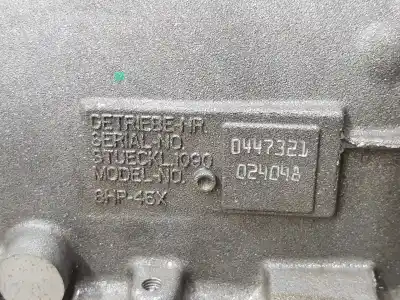 GETRIEBE-NR.
SERIAL-NO.
STUECKL.1090
MODEL-NO.
8HP-45X
0447321
024048